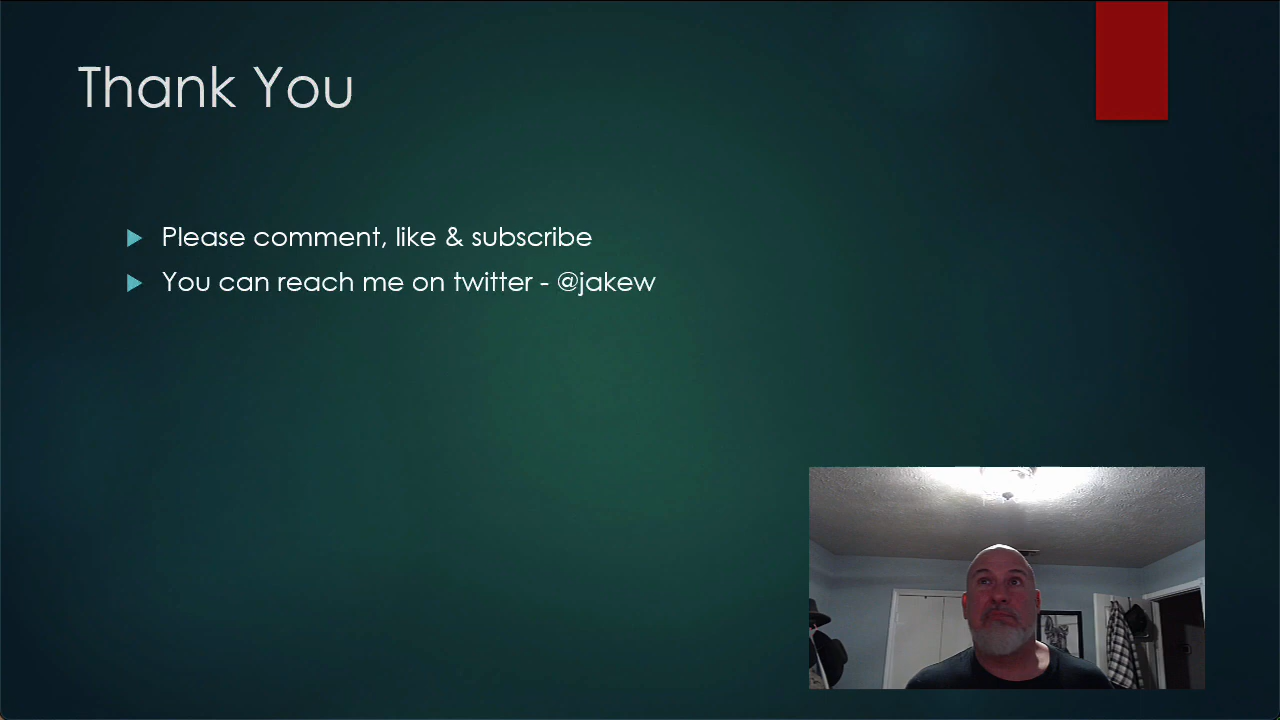 Thank You
Please comment, like & subscribe
You can reach me on twitter - @jakew